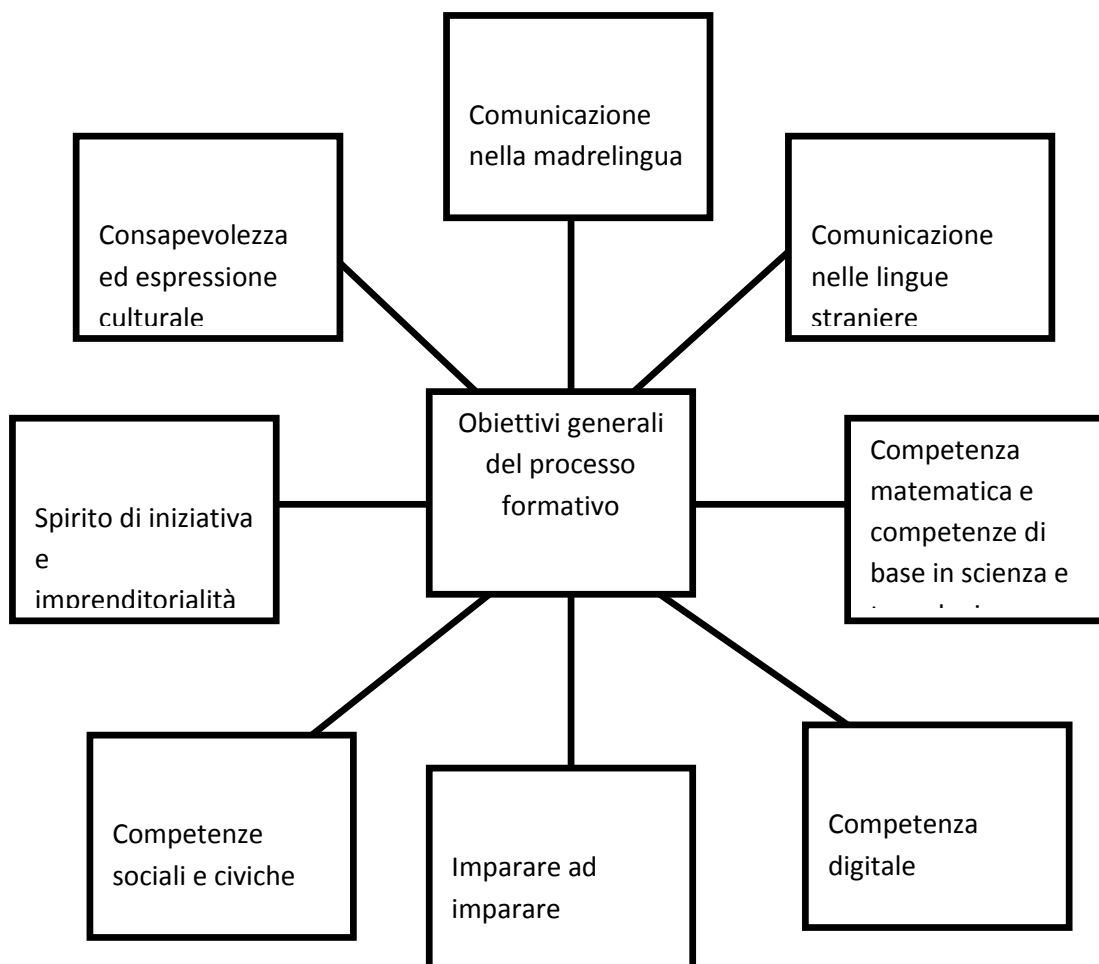 Comunicazione
nella madrelingua
Consapevolezza
ed espressione
culturale
Comunicazione
nelle lingue
straniere
Obiettivi generali
del processo
formativo
Competenza
matematica e
competenze di
base in scienza e
Spirito di iniziativa
e
imprenditorialità
Competenze
sociali e civiche
Imparare ad
imparare
Competenza
digitale